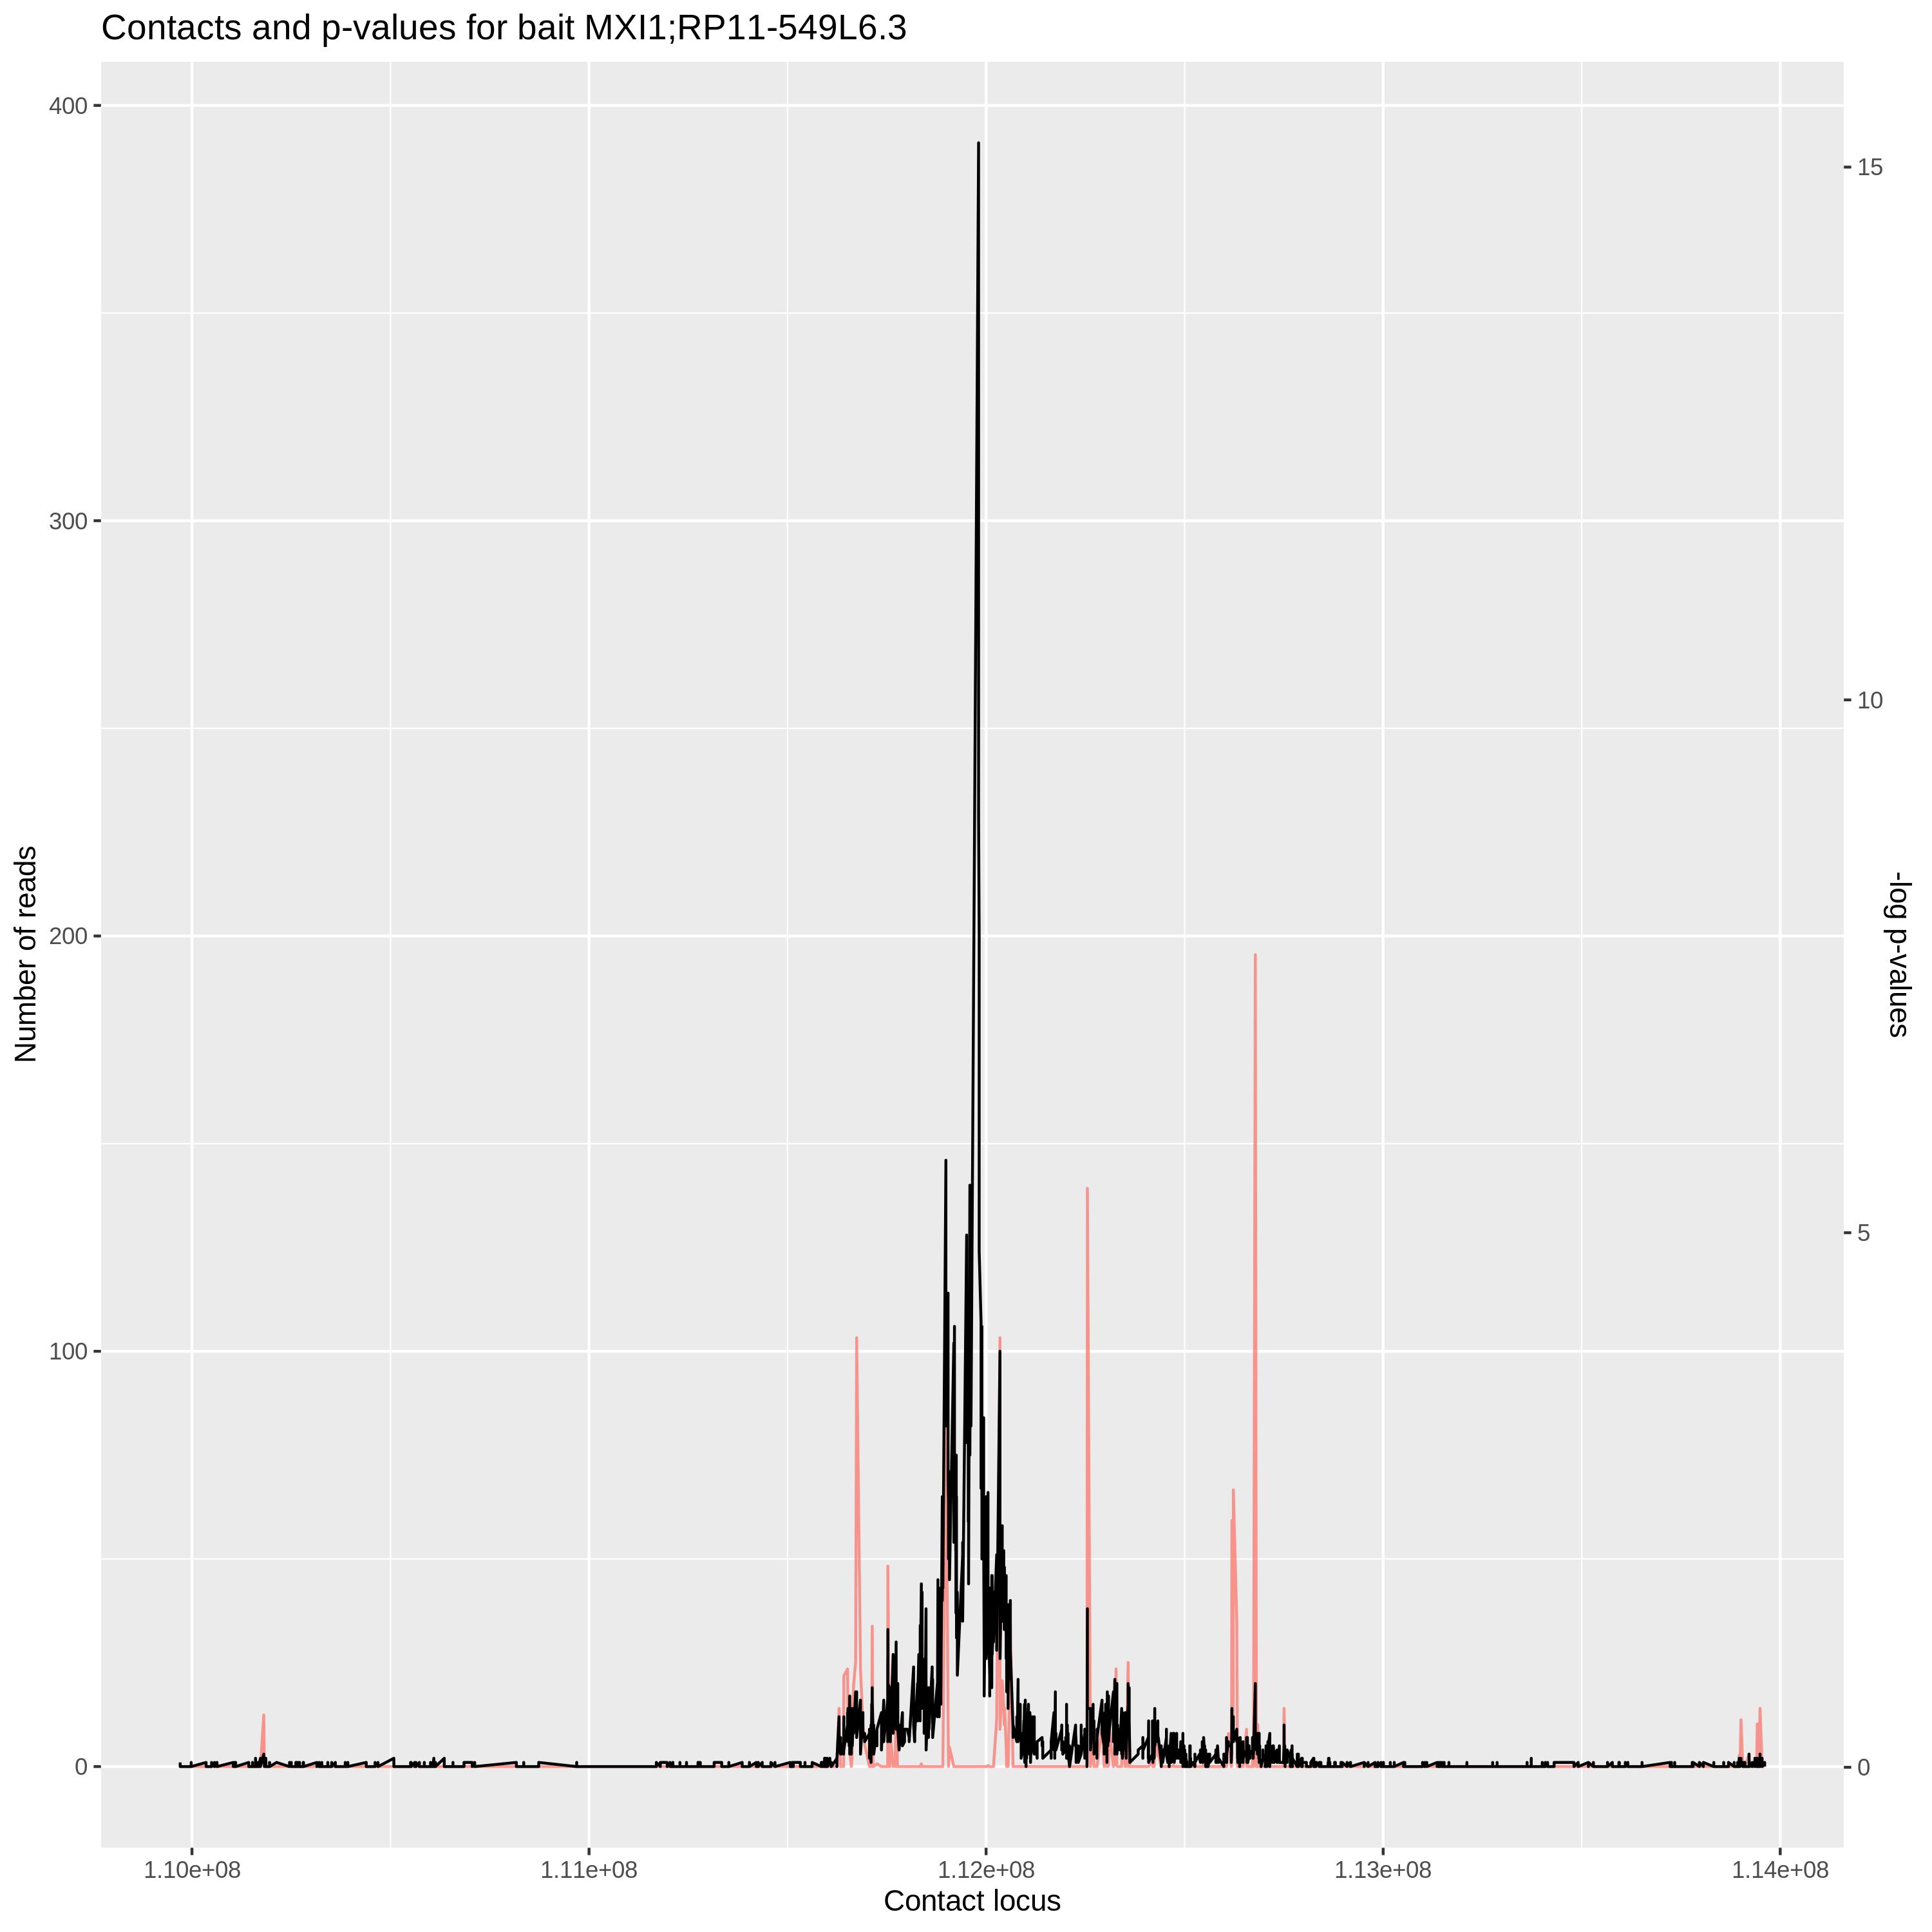 Contacts and p-values for bait MXI1;RP11-549L6.3
400
300
200
100
0
Number of reads
15
10
5
0
-log p-values
1.10e+08
1.11e+08
1.12e+08
1.13e+08
1.14e+08
Contact locus